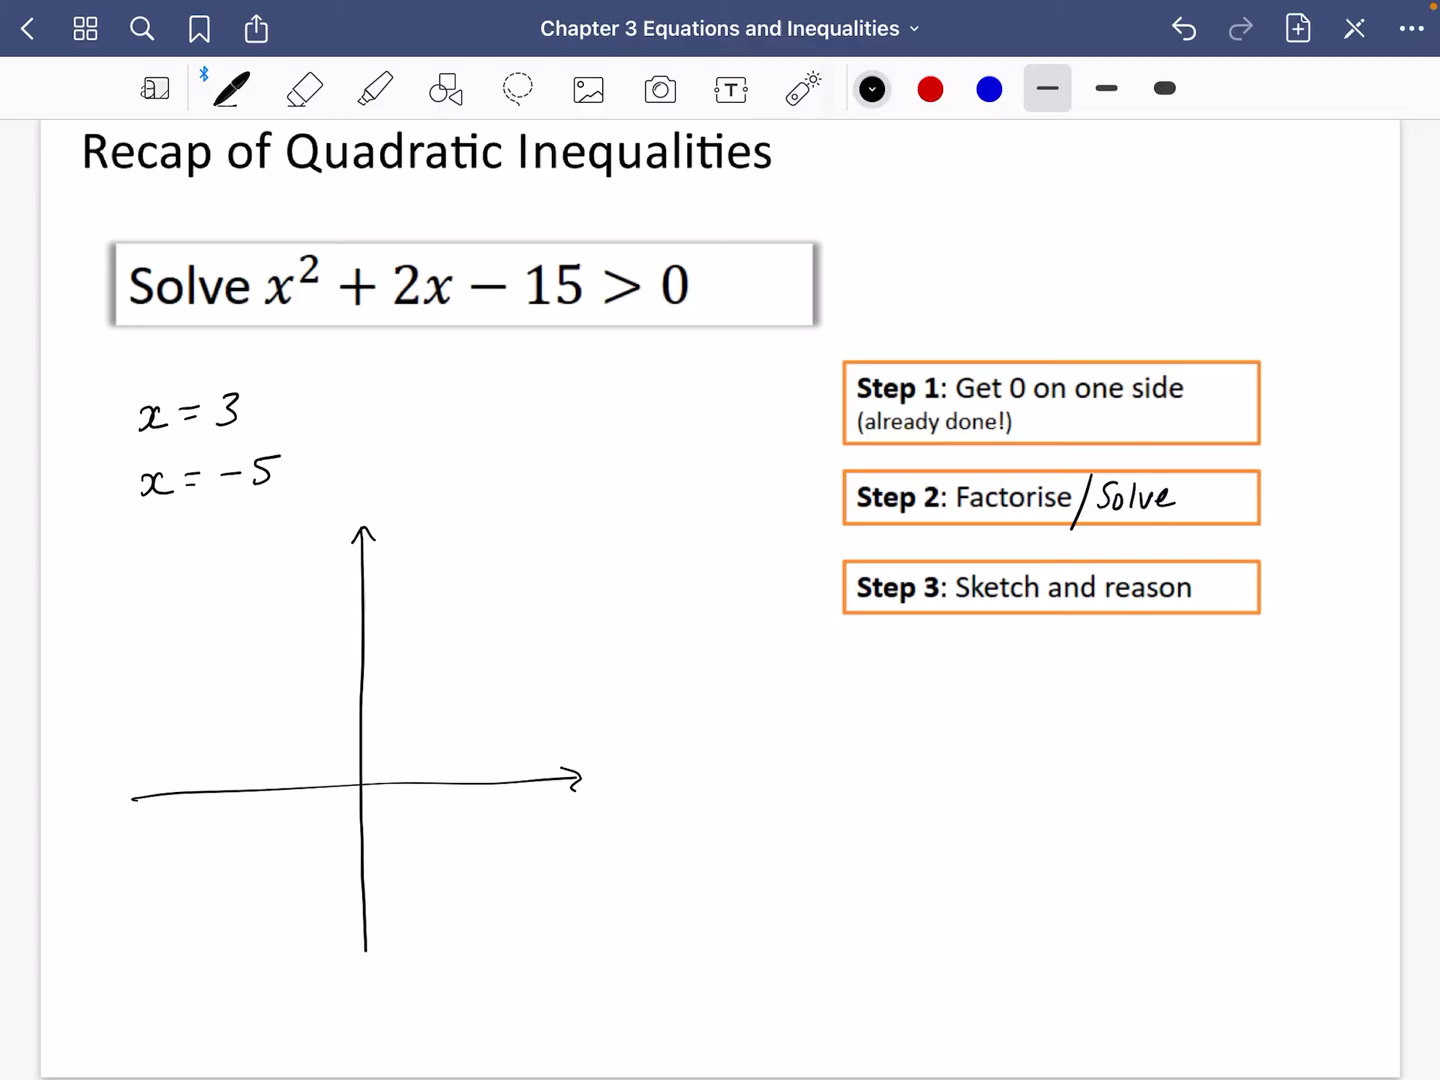 Chapter 3 Equations and Inequalities
Recap of Quadratic Inequalities
Solve x² + 2x − 15 > 0
x = 3
x = −5
Step 1: Get 0 on one side
(already done!)
Step 2: Factorise / Solve
Step 3: Sketch and reason